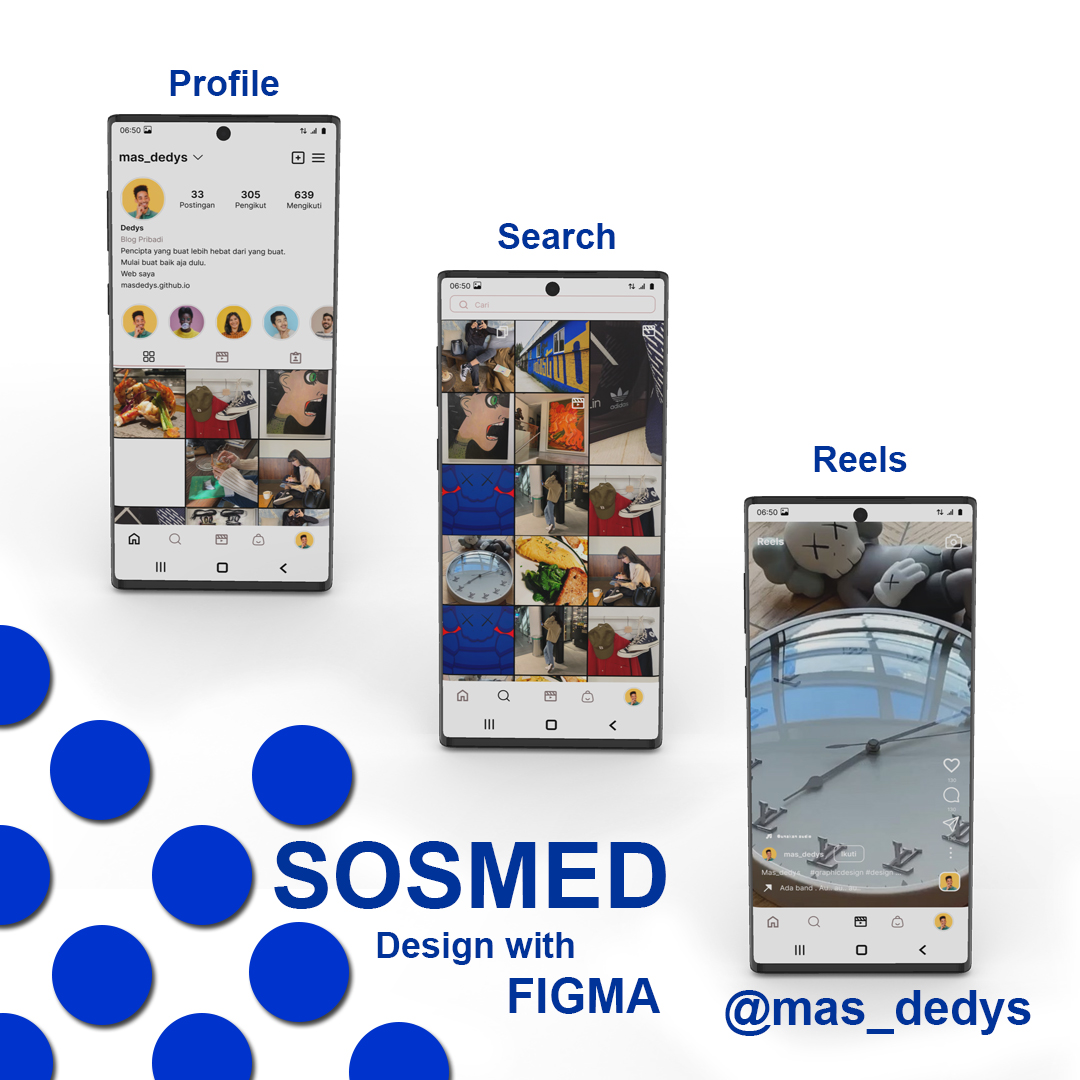 Profile
06:50
mas_dedys
33
Postingan
305
Pengikut
639
Mengikuti
Dedys
Blog Pribadi
Pencipta yang buat lebih hebat dari yang buat.
Mulai buat baik aja dulu.
Web saya
masdedys.github.io
Search
06:50
Cari
adidas
Reels
06:50
Reels
mas_dedys
Ikuti
Mas_dedys #graphicdesign #design
Ada band .
SOSMED
Design with
FIGMA
@mas_dedys